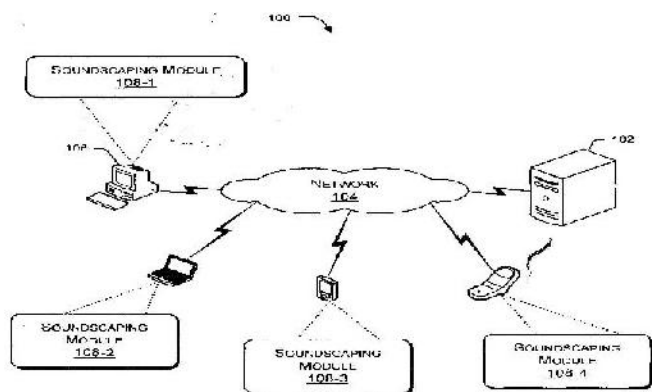 100
SOUNDSCAPING MODULE
108-1
106
102
NETWORK
104
SOUNDSCAPING
MODULE
108-2
SOUNDSCAPING
MODULE
108-3
SOUNDSCAPING
MODULE
108-4